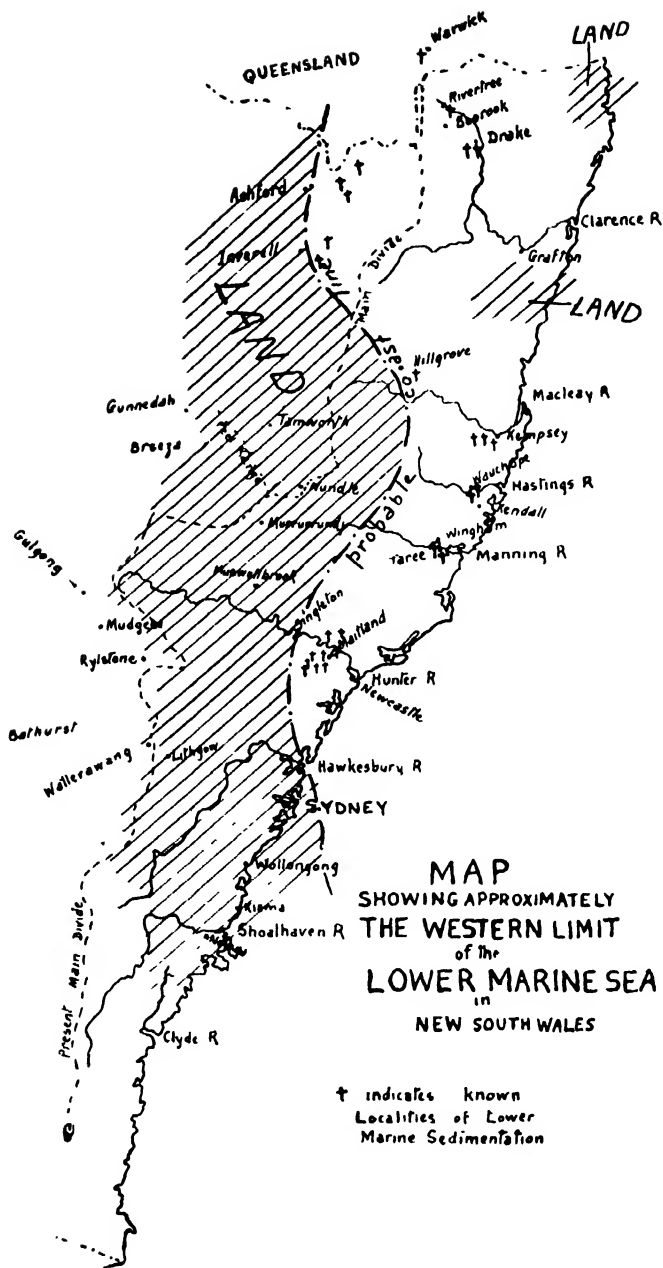 Warwick
LAND
QUEENSLAND
Rivertree
Boorook
Drake
Ashford
Clarence R
Inverell
Main Divide
Grafton
LAND
LAND
coast
line
Hillgrove
Gunnedah
Tamworth
Macleay R
Kempsey
Breeza
Nundle
Wauchope
Hastings R
Kendall
Murrurundi
probable
Wingham
Taree
Manning R
Gulgong
Muswellbrook
Singleton
Mudgee
Maitland
Rylstone
Hunter R
Newcastle
Bathurst
Wallerawang
Lithgow
Hawkesbury R
SYDNEY
Wollongong
MAP
SHOWING APPROXIMATELY
THE WESTERN LIMIT
of the
LOWER MARINE SEA
in
NEW SOUTH WALES
Kiama
Shoalhaven R
Present Main Divide
Clyde R
† indicates known
Localities of Lower
Marine Sedimentation